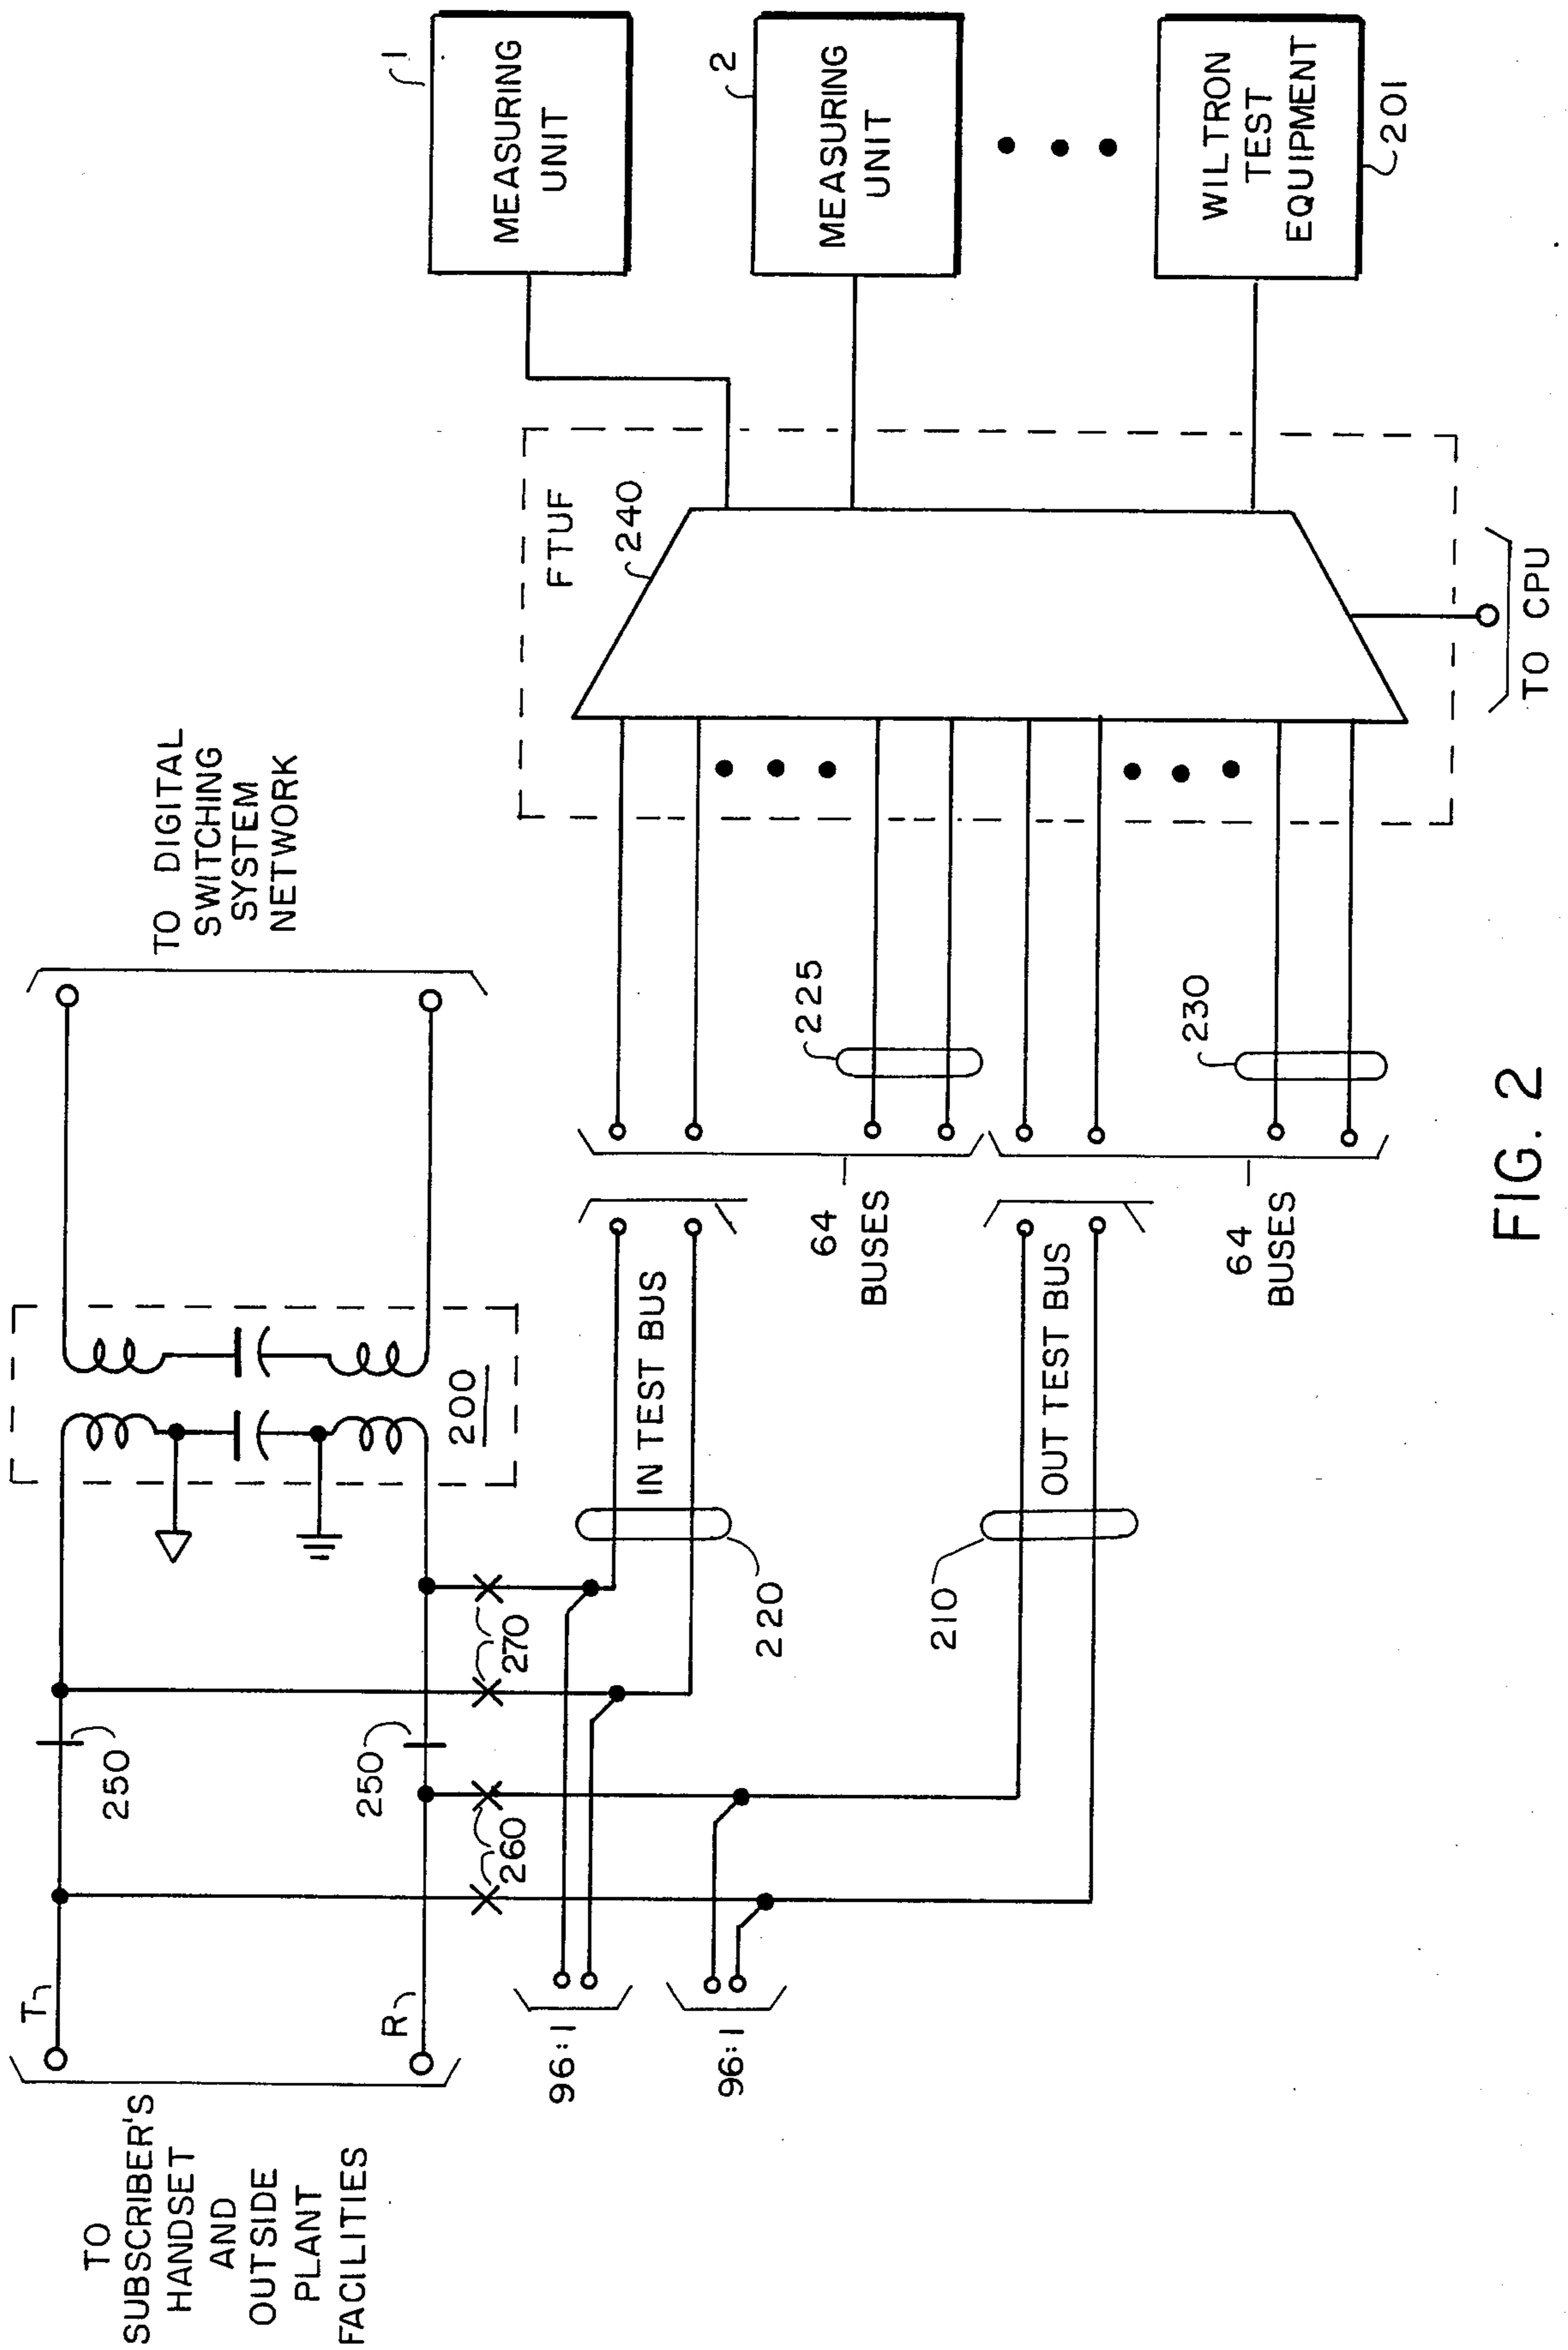 TO
SUBSCRIBER'S
HANDSET
AND
OUTSIDE
PLANT
FACILITIES
T
R
250
250
260
270
96:1
96:1
200
TO DIGITAL
SWITCHING
SYSTEM
NETWORK
IN TEST BUS
220
OUT TEST BUS
210
64
BUSES
64
BUSES
225
230
FTUF
240
TO CPU
1
MEASURING
UNIT
2
MEASURING
UNIT
WILTRON
TEST
EQUIPMENT
201
FIG. 2